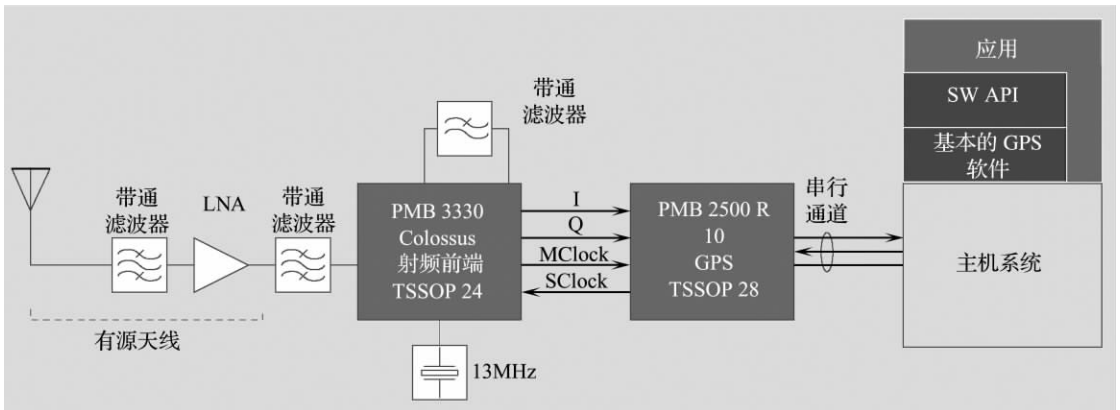 应用
SW API
基本的 GPS
软件
带通
滤波器
带通
滤波器
LNA
带通
滤波器
PMB 3330
Colossus
射频前端
TSSOP 24
I
Q
MClock
SClock
PMB 2500 R
10
GPS
TSSOP 28
串行
通道
主机系统
有源天线
13MHz